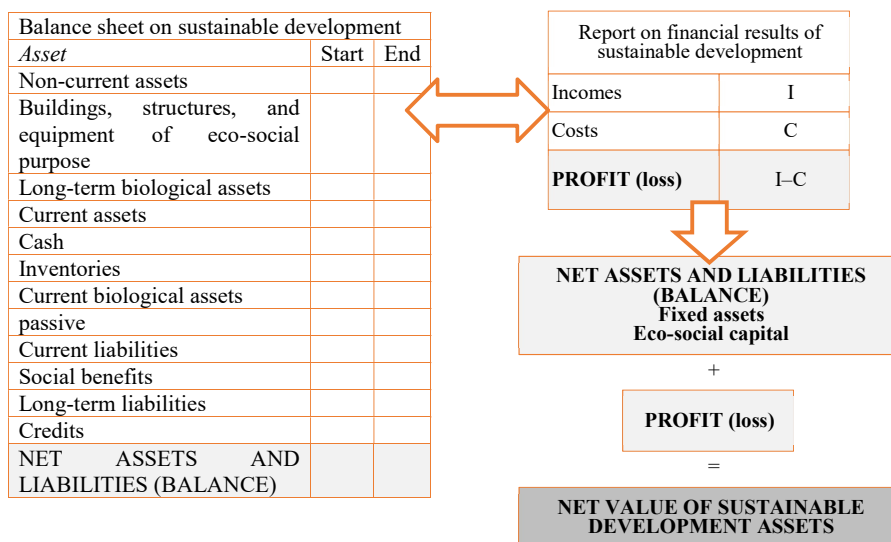 Balance sheet on sustainable development
Asset Start End
Non-current assets
Buildings, structures, and
equipment of eco-social
purpose
Long-term biological assets
Current assets
Cash
Inventories
Current biological assets
passive
Current liabilities
Social benefits
Long-term liabilities
Credits
NET ASSETS AND
LIABILITIES (BALANCE)
Report on financial results of
sustainable development
Incomes I
Costs C
PROFIT (loss) I–C
NET ASSETS AND LIABILITIES
(BALANCE)
Fixed assets
Eco-social capital
+
PROFIT (loss)
=
NET VALUE OF SUSTAINABLE
DEVELOPMENT ASSETS